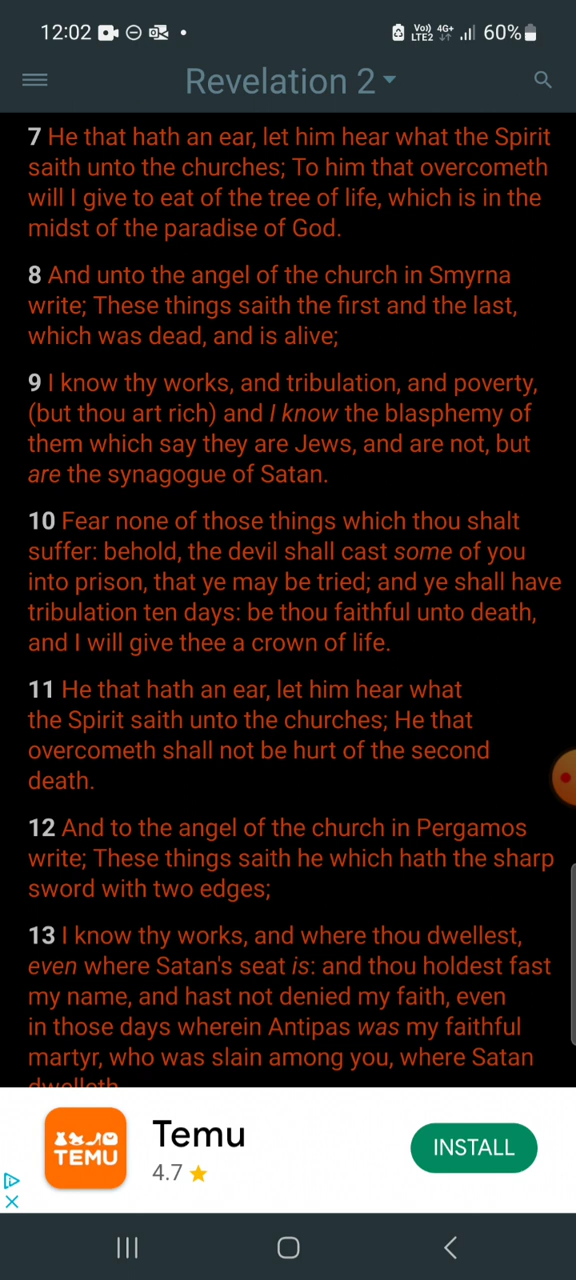 12:02
Vo)) 4G+
LTE2
60%
Revelation 2
7 He that hath an ear, let him hear what the Spirit
saith unto the churches; To him that overcometh
will I give to eat of the tree of life, which is in the
midst of the paradise of God.
8 And unto the angel of the church in Smyrna
write; These things saith the first and the last,
which was dead, and is alive;
9 I know thy works, and tribulation, and poverty,
(but thou art rich) and I know the blasphemy of
them which say they are Jews, and are not, but
are the synagogue of Satan.
10 Fear none of those things which thou shalt
suffer: behold, the devil shall cast some of you
into prison, that ye may be tried; and ye shall have
tribulation ten days: be thou faithful unto death,
and I will give thee a crown of life.
11 He that hath an ear, let him hear what
the Spirit saith unto the churches; He that
overcometh shall not be hurt of the second
death.
12 And to the angel of the church in Pergamos
write; These things saith he which hath the sharp
sword with two edges;
13 I know thy works, and where thou dwellest,
even where Satan's seat is: and thou holdest fast
my name, and hast not denied my faith, even
in those days wherein Antipas was my faithful
martyr, who was slain among you, where Satan
dwelleth
TEMU
Temu
4.7
INSTALL